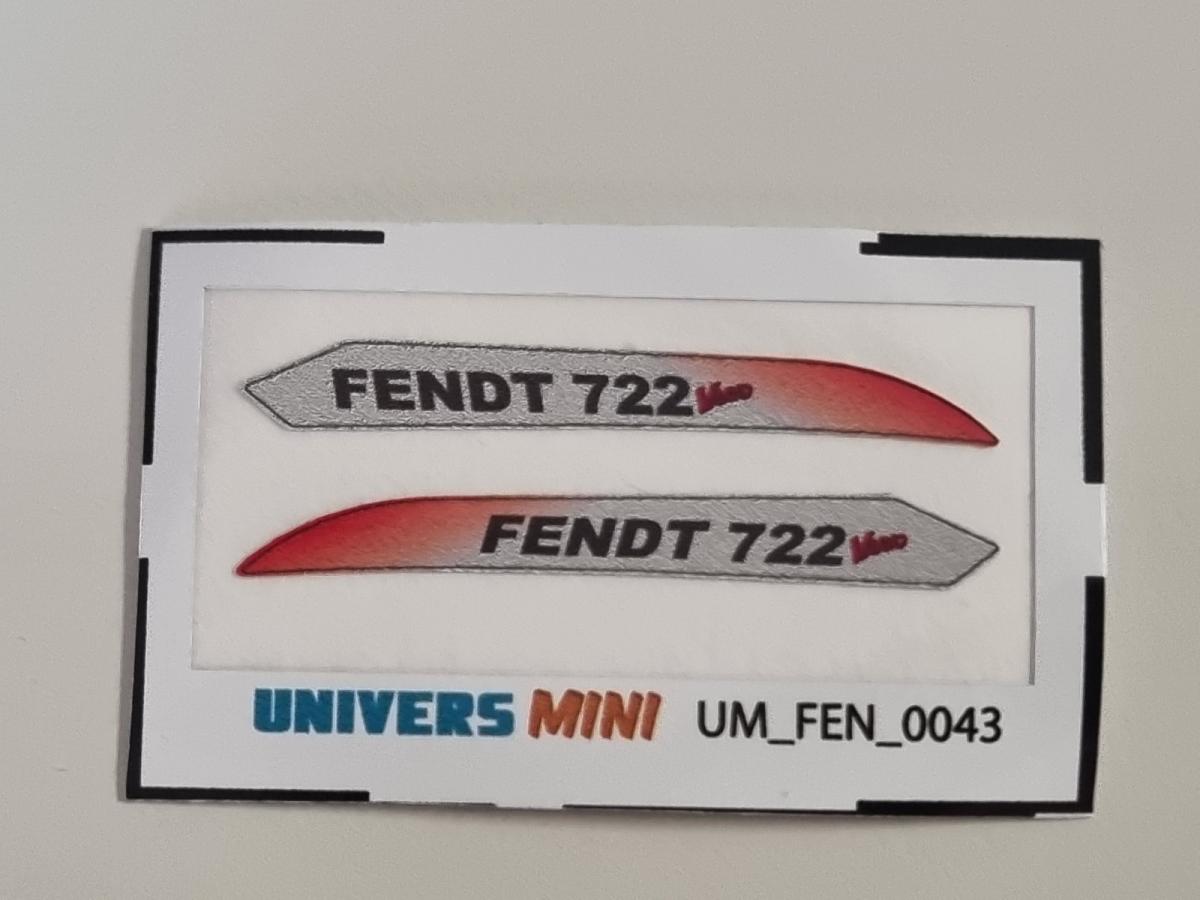 FENDT 722 Vario
FENDT 722 Vario
UNIVERS MINI UM_FEN_0043